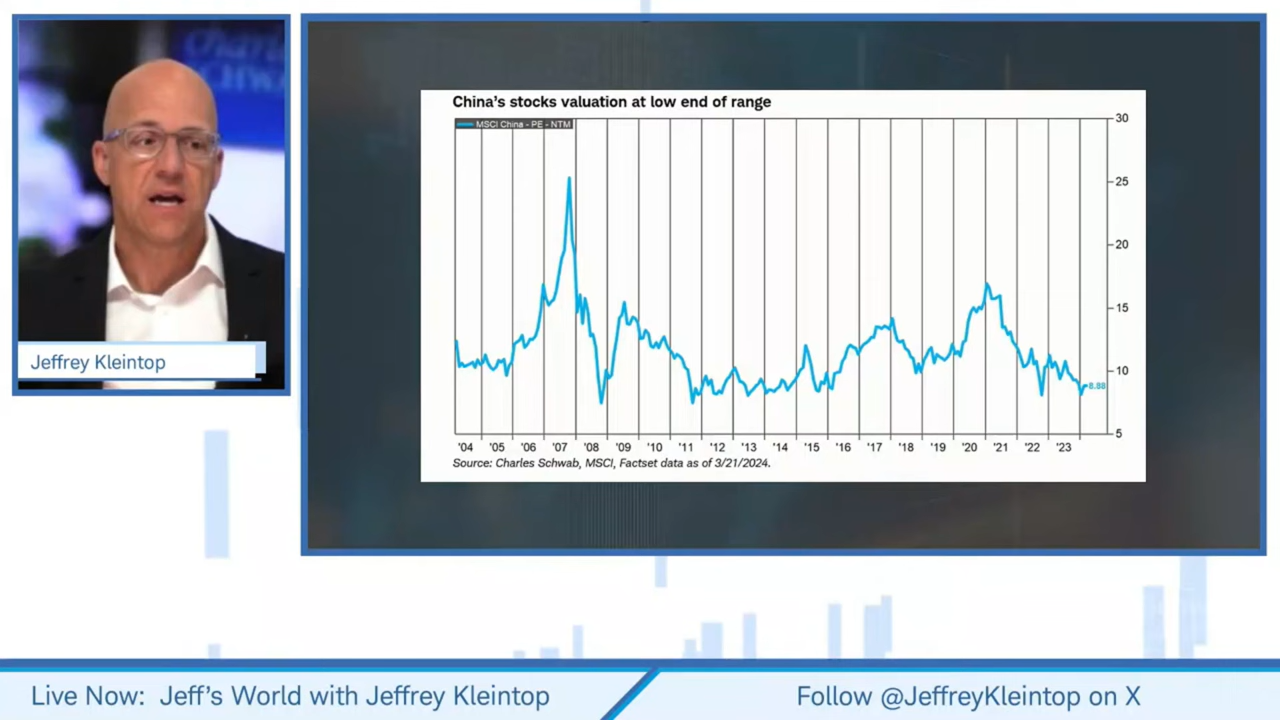 Charles
SCHWAB
Jeffrey Kleintop
China's stocks valuation at low end of range
MSCI China - PE - NTM
30
25
20
15
10
5
8.88
'04 '05 '06 '07 '08 '09 '10 '11 '12 '13 '14 '15 '16 '17 '18 '19 '20 '21 '22 '23
Source: Charles Schwab, MSCI, Factset data as of 3/21/2024.
Live Now: Jeff's World with Jeffrey Kleintop
Follow @JeffreyKleintop on X